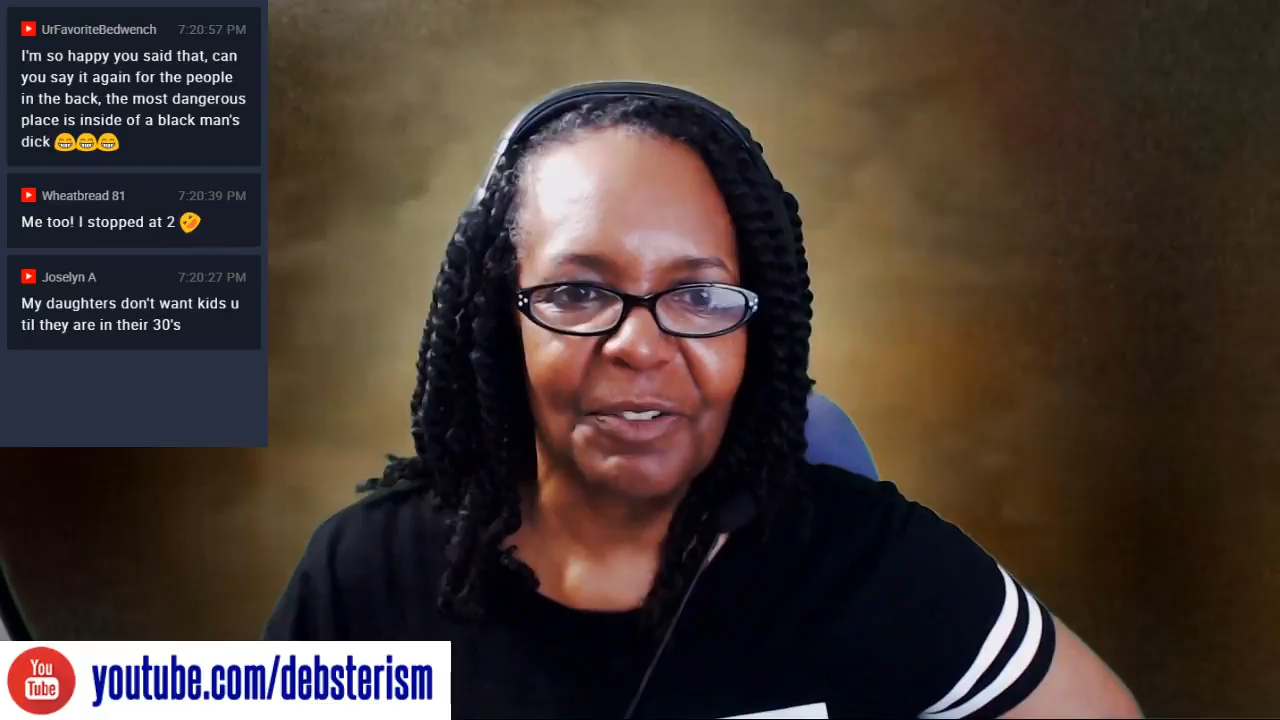 UrFavoriteBedwench 7:20:57 PM
I'm so happy you said that, can
you say it again for the people
in the back, the most dangerous
place is inside of a black man's
dick 😂😂😂
Wheatbread 81 7:20:39 PM
Me too! I stopped at 2 🤣
Joselyn A 7:20:27 PM
My daughters don't want kids u
til they are in their 30's
You
Tube
youtube.com/debsterism